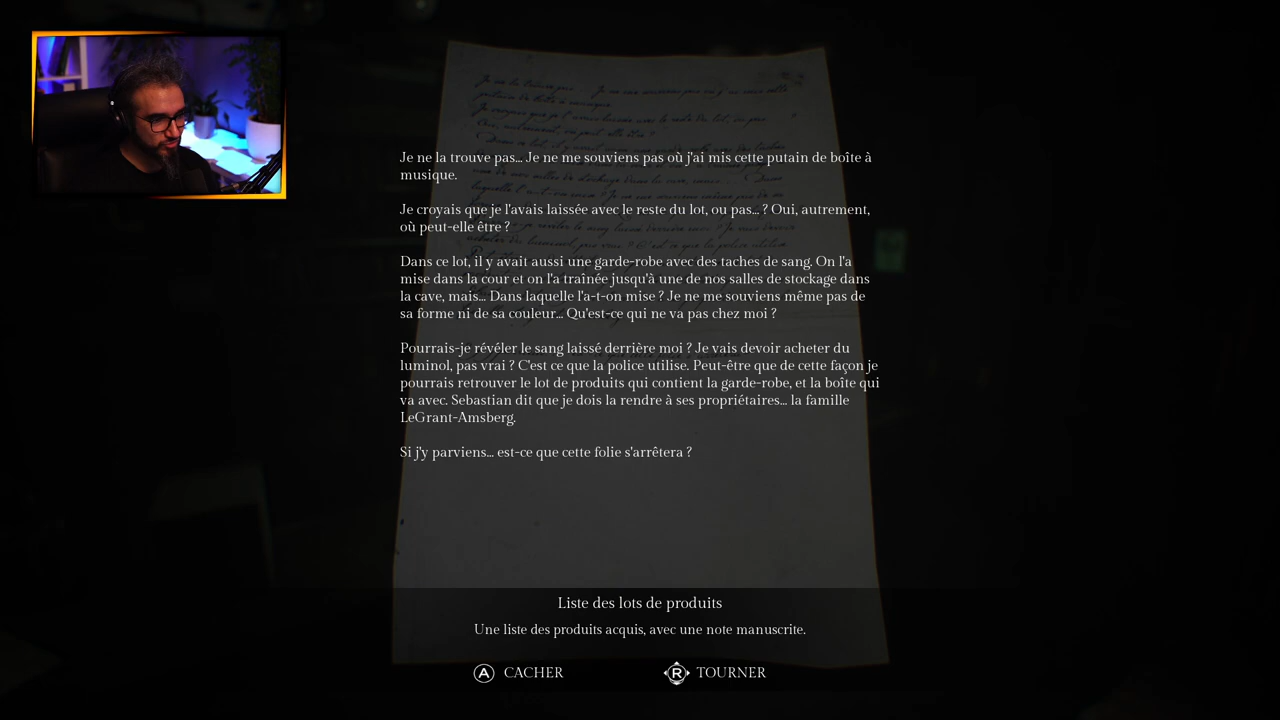 Je ne la trouve pas... Je ne me souviens pas où j'ai mis cette putain de boîte à
musique.
Je croyais que je l'avais laissée avec le reste du lot, ou pas... ? Oui, autrement,
où peut-elle être ?
Dans ce lot, il y avait aussi une garde-robe avec des taches de sang. On l'a
mise dans la cour et on l'a traînée jusqu'à une de nos salles de stockage dans
la cave, mais... Dans laquelle l'a-t-on mise ? Je ne me souviens même pas de
sa forme ni de sa couleur... Qu'est-ce qui ne va pas chez moi ?
Pourrais-je révéler le sang laissé derrière moi ? Je vais devoir acheter du
luminol, pas vrai ? C'est ce que la police utilise. Peut-être que de cette façon je
pourrais retrouver le lot de produits qui contient la garde-robe, et la boîte qui
va avec. Sebastian dit que je dois la rendre à ses propriétaires... la famille
LeGrant-Amsberg.
Si j'y parviens... est-ce que cette folie s'arrêtera ?
Liste des lots de produits
Une liste des produits acquis, avec une note manuscrite.
A CACHER
R TOURNER